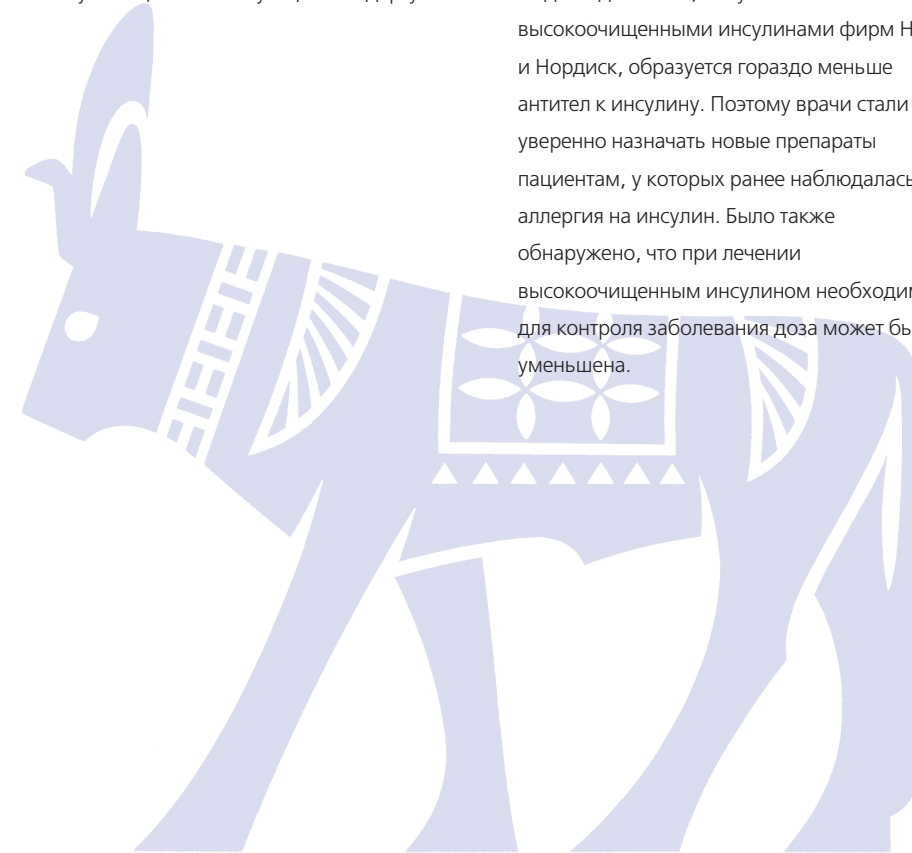 высокоочищенными инсулинами фирм
и Нордиск, образуется гораздо меньше
антител к инсулину. Поэтому врачи стали
уверенно назначать новые препараты
пациентам, у которых ранее наблюдалась
аллергия на инсулин. Было также
обнаружено, что при лечении
высокоочищенным инсулином
для контроля заболевания доза может
уменьшена.